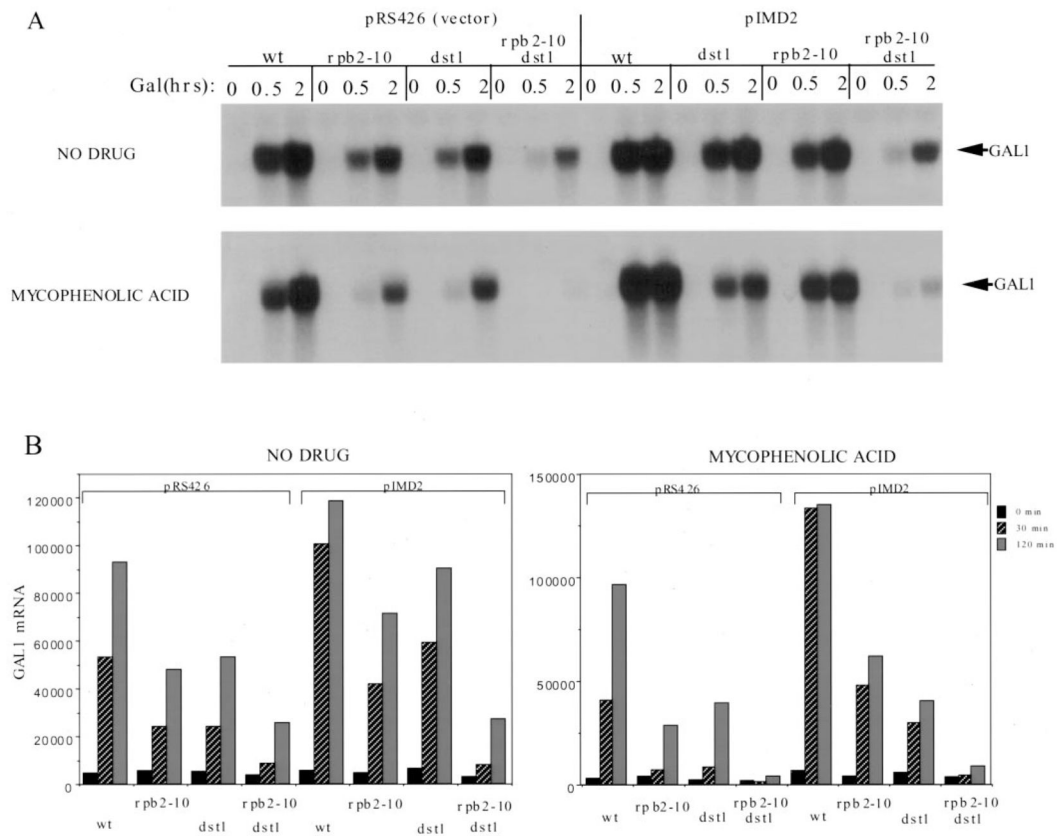 A
pRS426 (vector) pIMD2
wt rpb2-10 dst1 rpb2-10 dst1 wt dst1 rpb2-10 rpb2-10 dst1
Gal(hrs): 0 0.5 2 0 0.5 2 0 0.5 2 0 0.5 2 0 0.5 2 0 0.5 2 0 0.5 2 0 0.5 2
NO DRUG
GAL1
MYCOPHENOLIC ACID
GAL1
B
NO DRUG
pRS426 pIMD2
GAL1 mRNA
120000
100000
80000
60000
40000
20000
0
wt rpb2-10 dst1 rpb2-10 dst1 wt rpb2-10 dst1 rpb2-10 dst1
MYCOPHENOLIC ACID
pRS426 pIMD2
150000
100000
50000
0
wt rpb2-10 dst1 rpb2-10 dst1 wt rpb2-10 dst1 rpb2-10 dst1
0 min
30 min
120 min